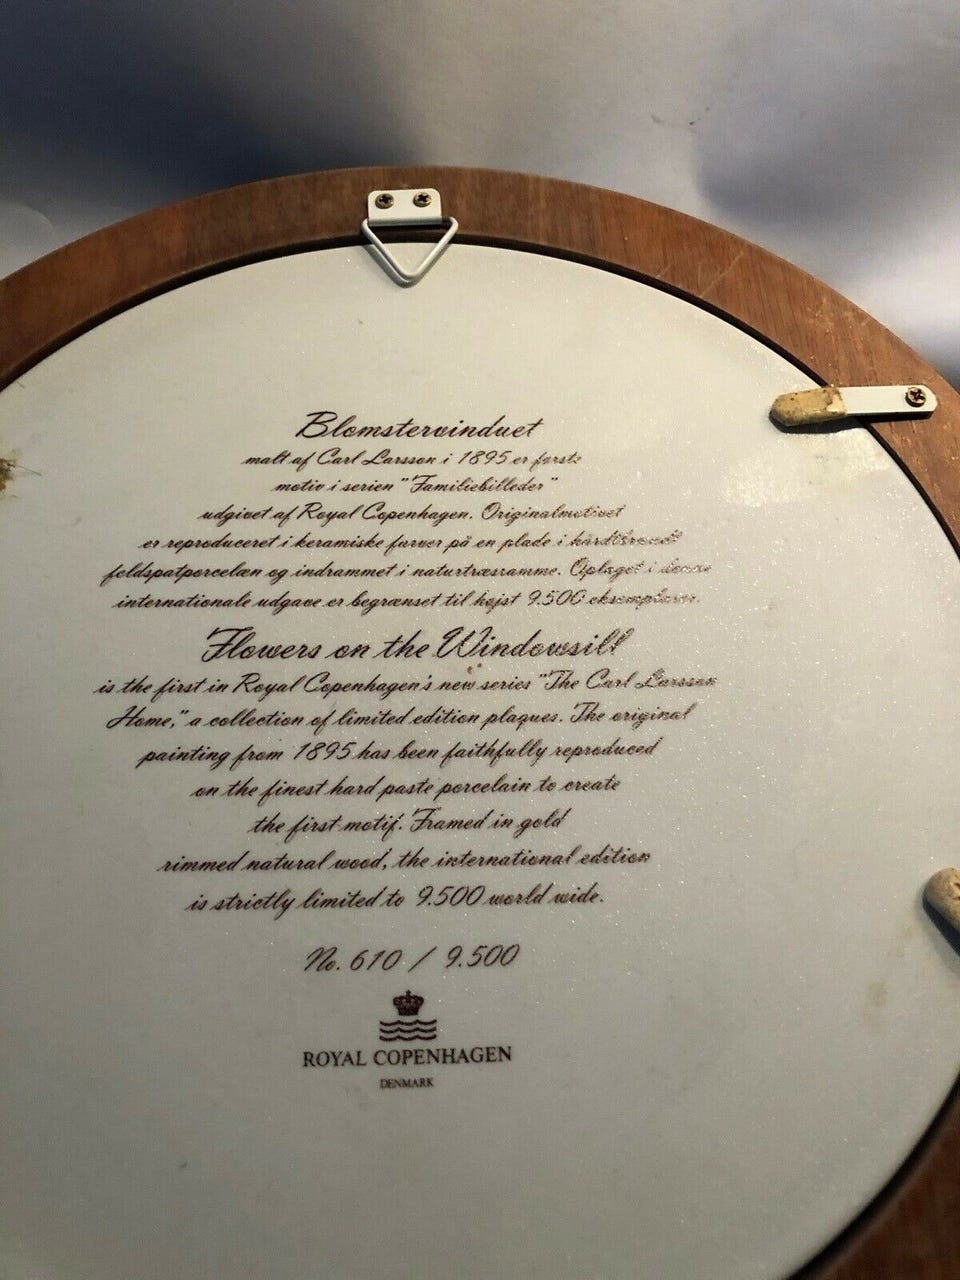 Blomstervinduet
malt af Carl Larsson i 1895 er første
motiv i serien "Familiebilleder"
udgivet af Royal Copenhagen. Originalmotivet
er reproduceret i keramiske farver på en plade i hårdtbrændt
feldspatporcelæn og indrammet i naturtræsramme. Oplaget i denne
internationale udgave er begrænset til højst 9.500 eksemplarer.
Flowers on the Windowsill
is the first in Royal Copenhagen's new series "The Carl Larsson
Home," a collection of limited edition plaques. The original
painting from 1895 has been faithfully reproduced
on the finest hard paste porcelain to create
the first motif. Framed in gold
rimmed natural wood, the international edition
is strictly limited to 9.500 world wide.
No. 610 / 9.500
ROYAL COPENHAGEN
DENMARK